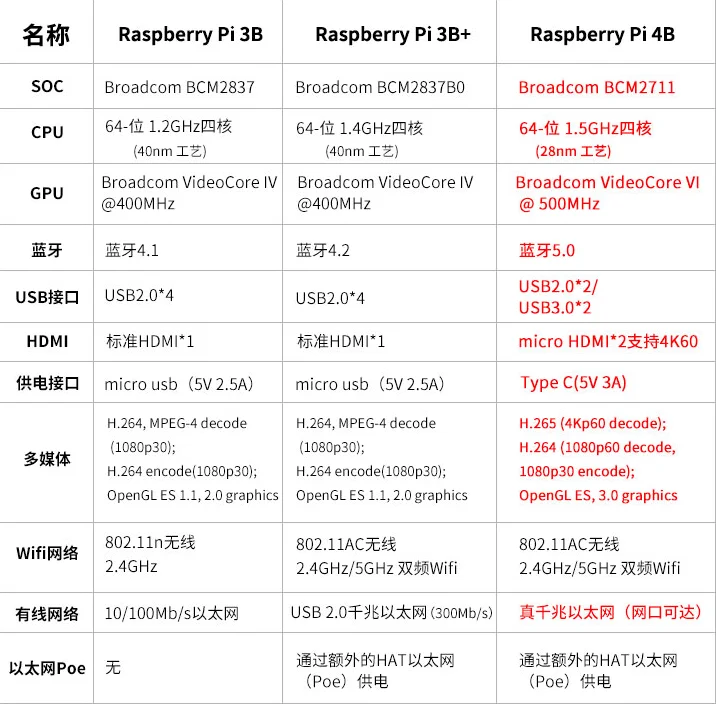 名称 Raspberry Pi 3B Raspberry Pi 3B+ Raspberry Pi 4B
SOC Broadcom BCM2837 Broadcom BCM2837B0 Broadcom BCM2711
CPU
64-位 1.2GHz四核
(40nm 工艺)
64-位 1.4GHz四核
(40nm 工艺)
64-位 1.5GHz四核
(28nm 工艺)
GPU
Broadcom VideoCore IV
@400MHz
Broadcom VideoCore IV
@400MHz
Broadcom VideoCore VI
@ 500MHz
蓝牙 蓝牙4.1 蓝牙4.2 蓝牙5.0
USB接口 USB2.0*4 USB2.0*4
USB2.0*2/
USB3.0*2
HDMI 标准HDMI*1 标准HDMI*1 micro HDMI*2支持4K60
供电接口 micro usb（5V 2.5A） micro usb（5V 2.5A） Type C(5V 3A)
多媒体
H.264, MPEG-4 decode
(1080p30);
H.264 encode(1080p30);
OpenGL ES 1.1, 2.0 graphics
H.264, MPEG-4 decode
(1080p30);
H.264 encode(1080p30);
OpenGL ES 1.1, 2.0 graphics
H.265 (4Kp60 decode);
H.264 (1080p60 decode,
1080p30 encode);
OpenGL ES, 3.0 graphics
Wifi网络
802.11n无线
2.4GHz
802.11AC无线
2.4GHz/5GHz 双频Wifi
802.11AC无线
2.4GHz/5GHz 双频Wifi
有线网络 10/100Mb/s以太网 USB 2.0千兆以太网(300Mb/s) 真千兆以太网（网口可达）
以太网Poe 无
通过额外的HAT以太网
（Poe）供电
通过额外的HAT以太网
（Poe）供电